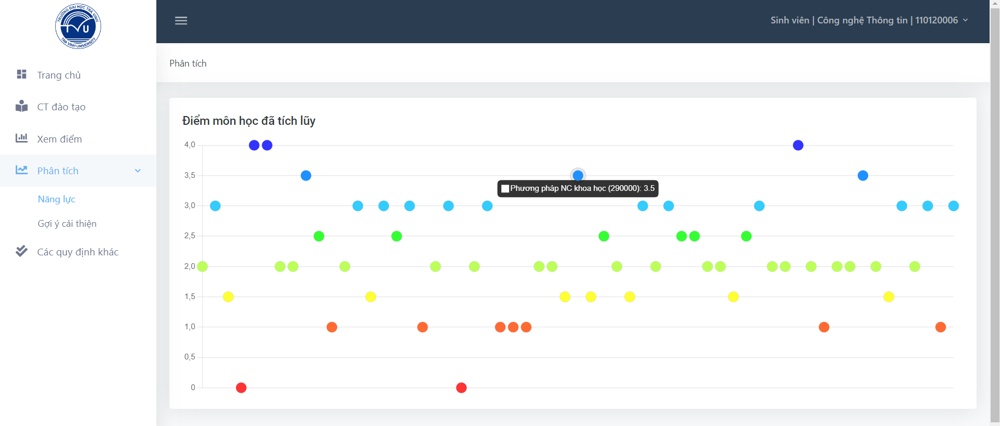 TRƯỜNG ĐẠI HỌC TRÀ VINH
TVU
TRA VINH UNIVERSITY
Sinh viên | Công nghệ Thông tin | 110120006
Phân tích
Trang chủ
CT đào tạo
Xem điểm
Phân tích
Năng lực
Gợi ý cải thiện
Các quy định khác
Điểm môn học đã tích lũy
4,0
3,5
Phương pháp NC khoa học (290000): 3.5
3,0
2,5
2,0
1,5
1,0
0,5
0